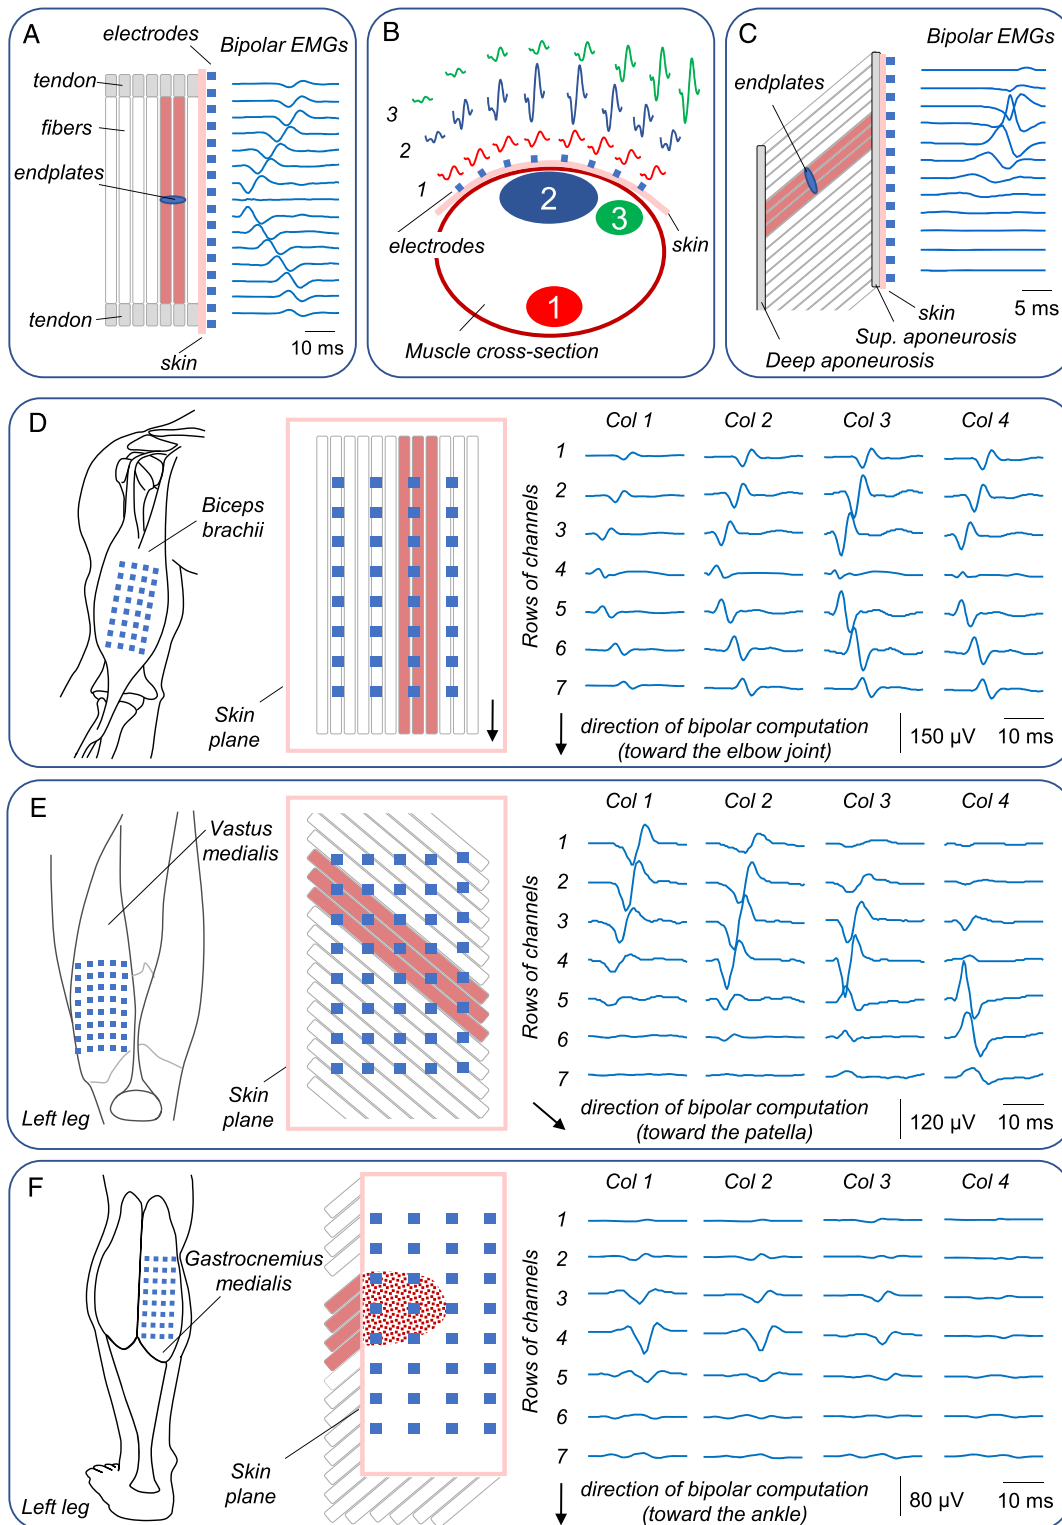 A
electrodes
Bipolar EMGs
tendon
fibers
endplates
tendon
skin
10 ms
B
3
2
1
2
3
1
electrodes
skin
Muscle cross-section
C
Bipolar EMGs
endplates
skin
Sup. aponeurosis
Deep aponeurosis
5 ms
D
Biceps
brachii
Skin
plane
Col 1 Col 2 Col 3 Col 4
Rows of channels
1
2
3
4
5
6
7
direction of bipolar computation
(toward the elbow joint)
150 µV 10 ms
E
Vastus
medialis
Left leg
Skin
plane
Col 1 Col 2 Col 3 Col 4
Rows of channels
1
2
3
4
5
6
7
direction of bipolar computation
(toward the patella)
120 µV 10 ms
F
Gastrocnemius
medialis
Left leg
Skin
plane
Col 1 Col 2 Col 3 Col 4
Rows of channels
1
2
3
4
5
6
7
direction of bipolar computation
(toward the ankle)
80 µV 10 ms